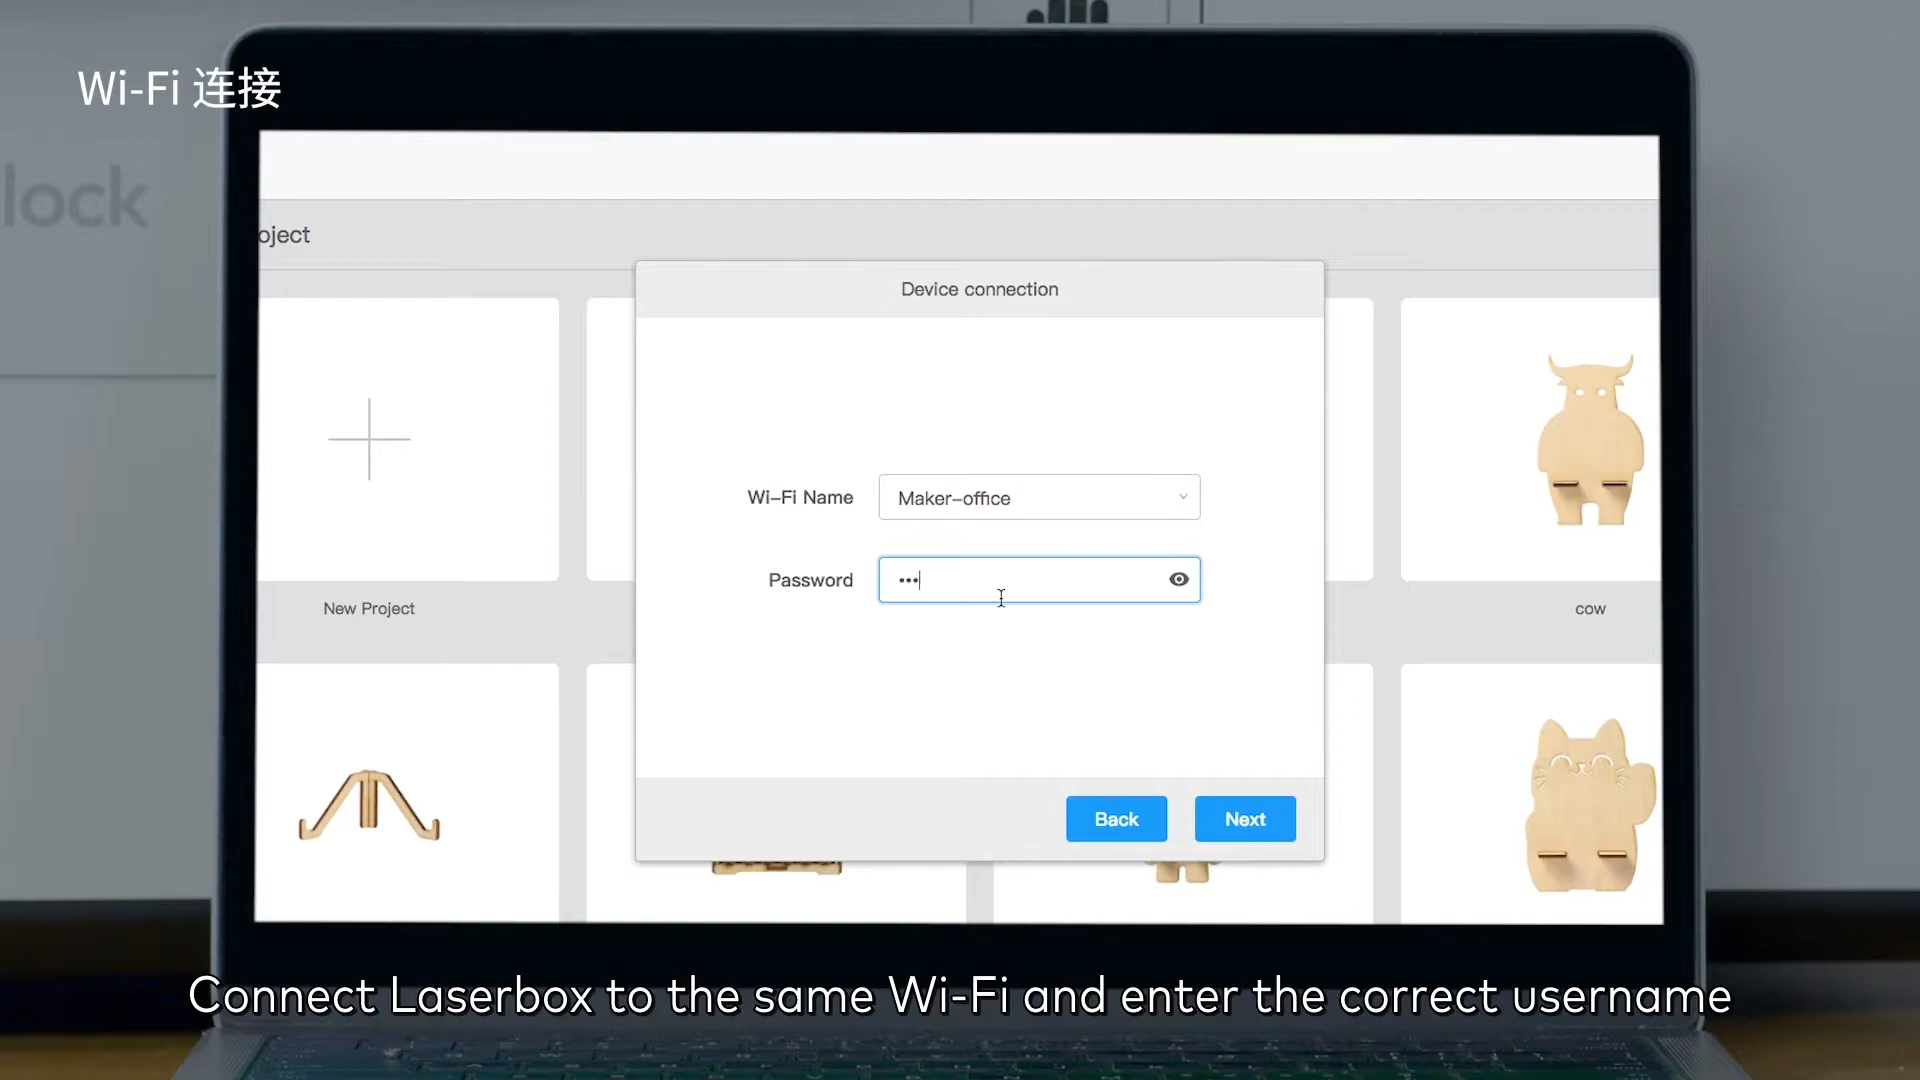 Wi-Fi 连接
lock
oject
Device connection
Wi-Fi Name
Maker-office
Password
•••
New Project
cow
Back
Next
Connect Laserbox to the same Wi-Fi and enter the correct username